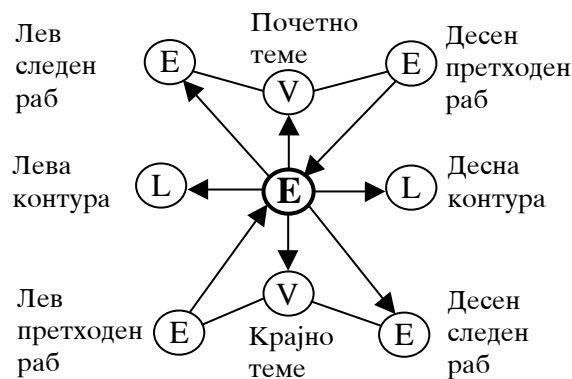 Лев
следен
раб
E
Почетно
теме
V
E
Десен
претходен
раб
Лева
контура
L
E
L
Десна
контура
Лев
претходен
раб
E
V
Крајно
теме
E
Десен
следен
раб